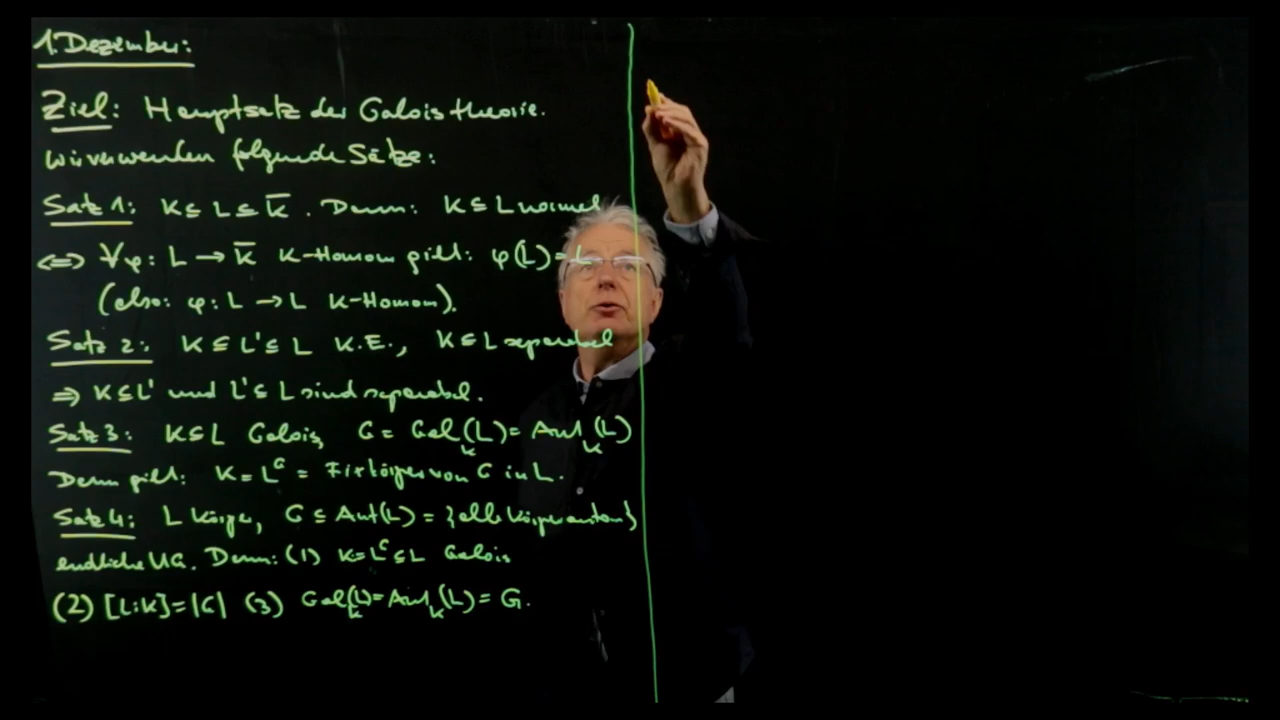 1. Dezember:
Ziel: Hauptsatz der Galoistheorie.
Wir verwenden folgende Sätze:
Satz 1: K ⊆ L ⊆ K̅. Dann: K ⊆ L normal
⇔ ∀φ: L → K̅ K-Homom gilt: φ(L) = L
(also: φ: L → L K-Homom).
Satz 2: K ⊆ L' ⊆ L K.E., K ⊆ L separabel
⇒ K ⊆ L' und L' ⊆ L sind separabel.
Satz 3: K ⊆ L Galois, G = Gal_K(L) = Aut_K(L)
Dann gilt: K = L^G = Fixkörper von G in L.
Satz 4: L Körper, G ⊆ Aut(L) = {alle Körperautom}
endliche UG. Dann: (1) K = L^G ⊆ L Galois
(2) [L:K] = |G| (3) Gal_K(L) = Aut_K(L) = G.